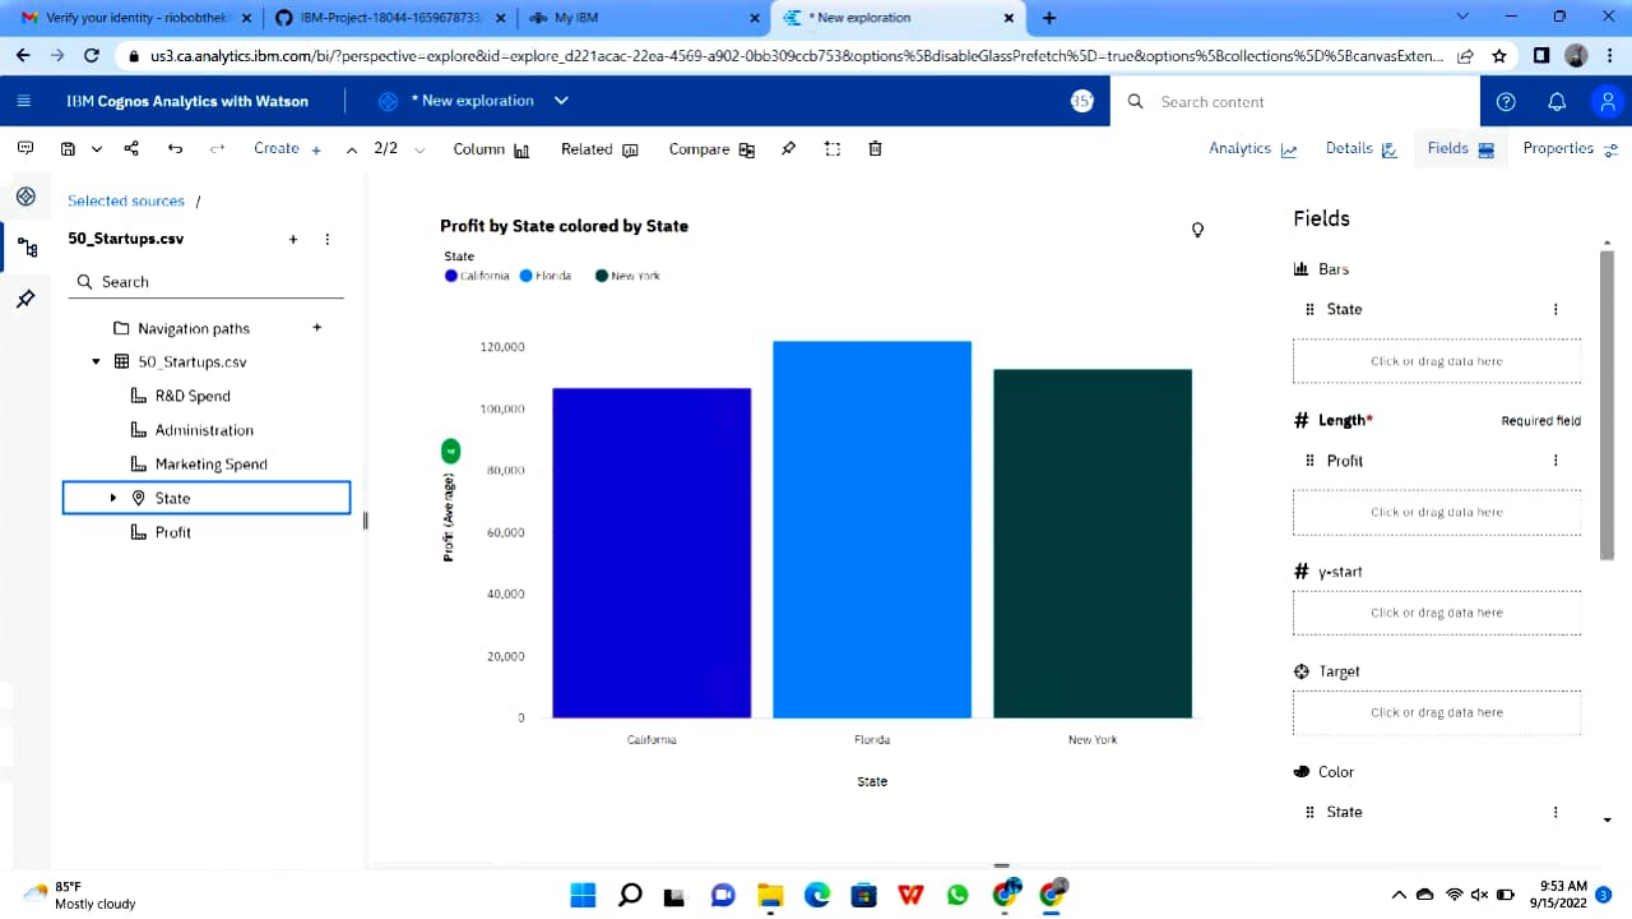 Verify your identity - riobobthek
IBM-Project-18044-1659678733
My IBM
* New exploration
us3.ca.analytics.ibm.com/bi/?perspective=explore&id=explore_d221acac-22ea-4569-a902-0bb309ccb753&options%5BdisableGlassPrefetch%5D=true&options%5Bcollections%5D%5BcanvasExten...
IBM Cognos Analytics with Watson
* New exploration
35
Search content
Create +
2/2
Column
Related
Compare
Analytics
Details
Fields
Properties
Selected sources /
50_Startups.csv
Search
Navigation paths
50_Startups.csv
R&D Spend
Administration
Marketing Spend
State
Profit
Profit by State colored by State
State
California
Florida
New York
Profit (Average)
120,000
100,000
80,000
60,000
40,000
20,000
0
California
Florida
New York
State
Fields
Bars
State
Click or drag data here
# Length*
Required field
Profit
Click or drag data here
# y-start
Click or drag data here
Target
Click or drag data here
Color
State
85°F
Mostly cloudy
9:53 AM
9/15/2022
3